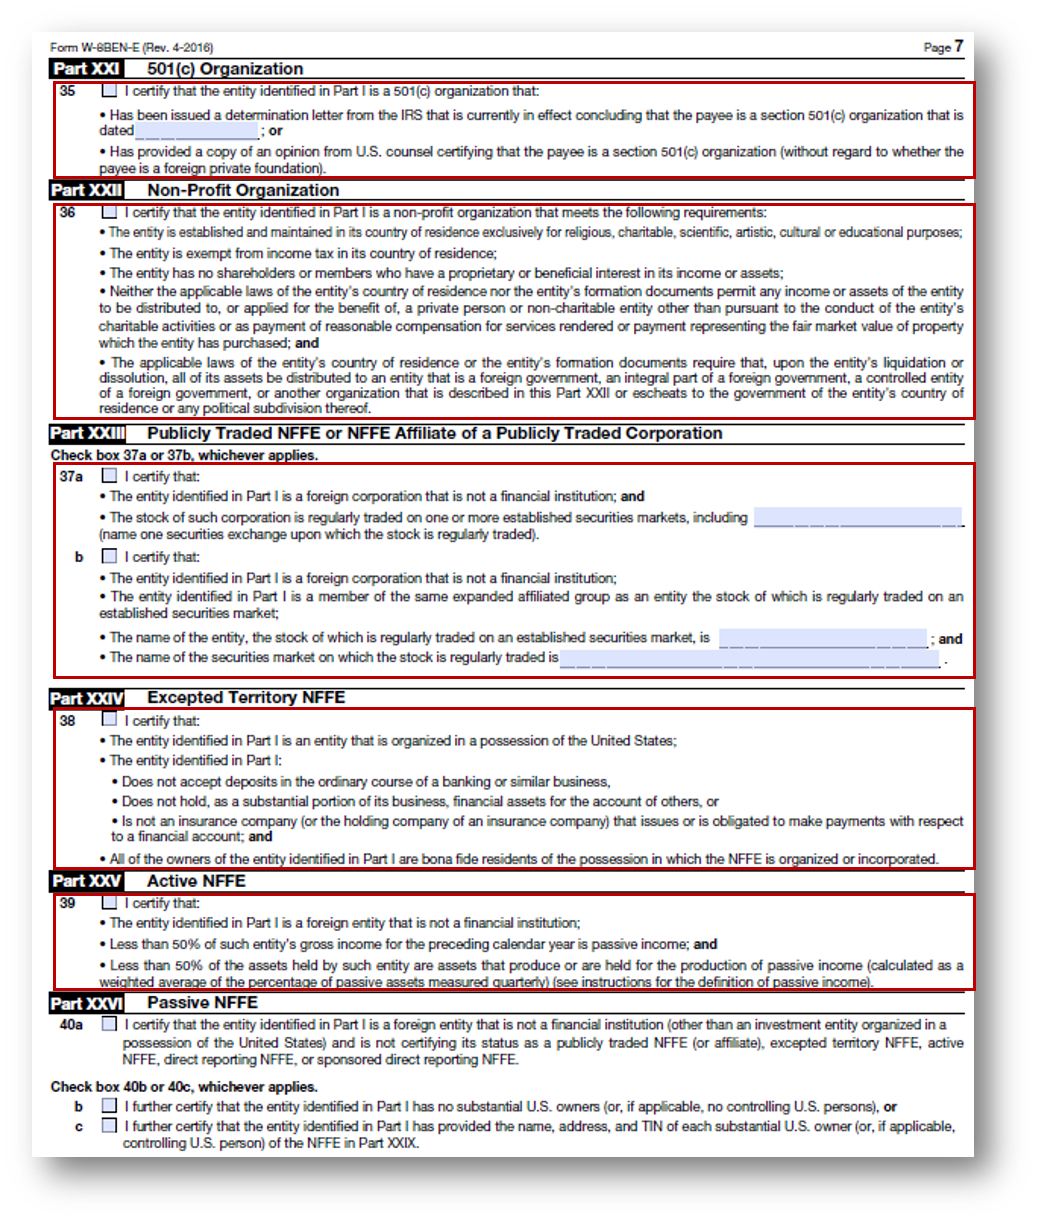 Form W-8BEN-E (Rev. 4-2016) Page 7
Part XXI 501(c) Organization
35 I certify that the entity identified in Part I is a 501(c) organization that:
• Has been issued a determination letter from the IRS that is currently in effect concluding that the payee is a section 501(c) organization that is
dated ; or
• Has provided a copy of an opinion from U.S. counsel certifying that the payee is a section 501(c) organization (without regard to whether the
payee is a foreign private foundation).
Part XXII Non-Profit Organization
36 I certify that the entity identified in Part I is a non-profit organization that meets the following requirements:
• The entity is established and maintained in its country of residence exclusively for religious, charitable, scientific, artistic, cultural or educational purposes;
• The entity is exempt from income tax in its country of residence;
• The entity has no shareholders or members who have a proprietary or beneficial interest in its income or assets;
• Neither the applicable laws of the entity's country of residence nor the entity's formation documents permit any income or assets of the entity
to be distributed to, or applied for the benefit of, a private person or non-charitable entity other than pursuant to the conduct of the entity's
charitable activities or as payment of reasonable compensation for services rendered or payment representing the fair market value of property
which the entity has purchased; and
• The applicable laws of the entity's country of residence or the entity's formation documents require that, upon the entity's liquidation or
dissolution, all of its assets be distributed to an entity that is a foreign government, an integral part of a foreign government, a controlled entity
of a foreign government, or another organization that is described in this Part XXII or escheats to the government of the entity's country of
residence or any political subdivision thereof.
Part XXIII Publicly Traded NFFE or NFFE Affiliate of a Publicly Traded Corporation
Check box 37a or 37b, whichever applies.
37a I certify that:
• The entity identified in Part I is a foreign corporation that is not a financial institution; and
• The stock of such corporation is regularly traded on one or more established securities markets, including
(name one securities exchange upon which the stock is regularly traded).
b I certify that:
• The entity identified in Part I is a foreign corporation that is not a financial institution;
• The entity identified in Part I is a member of the same expanded affiliated group as an entity the stock of which is regularly traded on an
established securities market;
• The name of the entity, the stock of which is regularly traded on an established securities market, is ; and
• The name of the securities market on which the stock is regularly traded is .
Part XXIV Excepted Territory NFFE
38 I certify that:
• The entity identified in Part I is an entity that is organized in a possession of the United States;
• The entity identified in Part I:
• Does not accept deposits in the ordinary course of a banking or similar business,
• Does not hold, as a substantial portion of its business, financial assets for the account of others, or
• Is not an insurance company (or the holding company of an insurance company) that issues or is obligated to make payments with respect
to a financial account; and
• All of the owners of the entity identified in Part I are bona fide residents of the possession in which the NFFE is organized or incorporated.
Part XXV Active NFFE
39 I certify that:
• The entity identified in Part I is a foreign entity that is not a financial institution;
• Less than 50% of such entity's gross income for the preceding calendar year is passive income; and
• Less than 50% of the assets held by such entity are assets that produce or are held for the production of passive income (calculated as a
weighted average of the percentage of passive assets measured quarterly) (see instructions for the definition of passive income).
Part XXVI Passive NFFE
40a I certify that the entity identified in Part I is a foreign entity that is not a financial institution (other than an investment entity organized in a
possession of the United States) and is not certifying its status as a publicly traded NFFE (or affiliate), excepted territory NFFE, active
NFFE, direct reporting NFFE, or sponsored direct reporting NFFE.
Check box 40b or 40c, whichever applies.
b I further certify that the entity identified in Part I has no substantial U.S. owners (or, if applicable, no controlling U.S. persons), or
c I further certify that the entity identified in Part I has provided the name, address, and TIN of each substantial U.S. owner (or, if applicable,
controlling U.S. person) of the NFFE in Part XXIX.